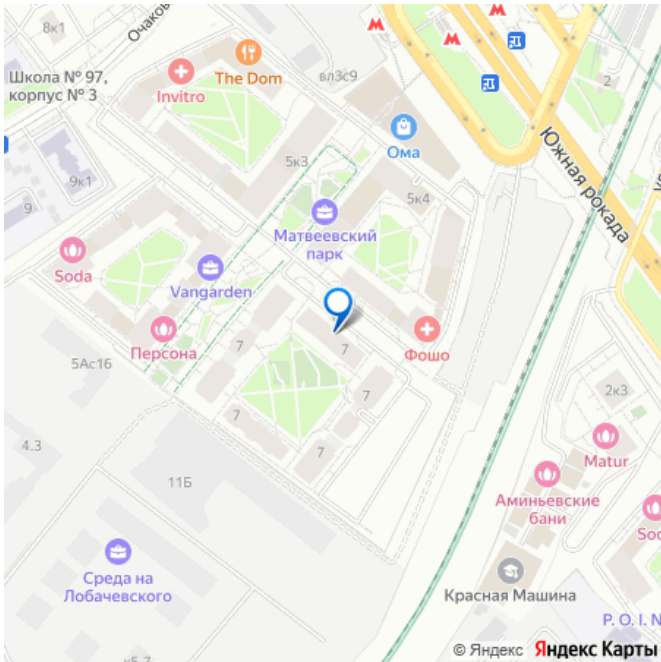 8к1
Очаков
Школа № 97,
корпус № 3
Invitro
The Dom
вл3с9
2
Ома
Южная рокада
9к1
9
5к3
5к4
Матвеевский
парк
Soda
Vangarden
Персона
5Ас16
7
7
7
7
7
Фошо
2к3
Matur
4.3
11Б
Аминьевские
бани
Soc
Среда на
Лобачевского
Красная Машина
P. O. I. N
© Яндекс Яндекс Карты